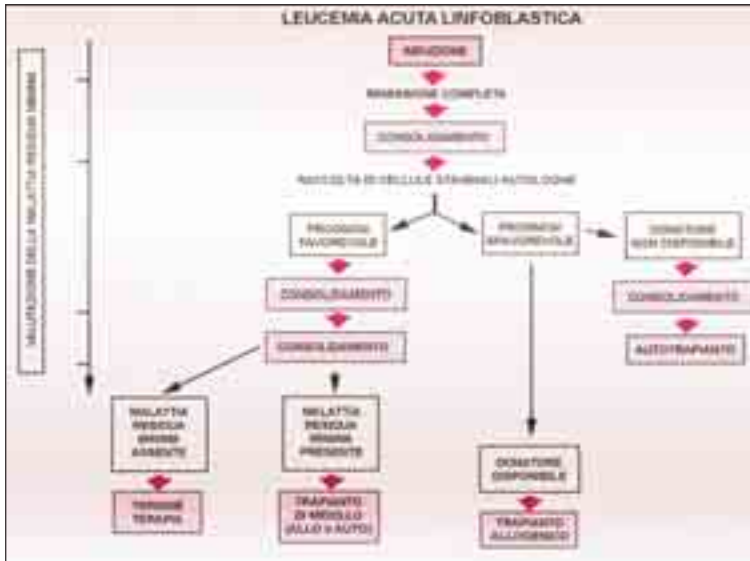 LEUCEMIA ACUTA LINFOBLASTICA
INDUZIONE
REMISSIONE COMPLETA
CONSOLIDAMENTO
RACCOLTA DI CELLULE STAMINALI AUTOLOGHE
PROGNOSI
FAVOREVOLE
PROGNOSI
SFAVOREVOLE
DONATORE
NON DISPONIBILE
CONSOLIDAMENTO
CONSOLIDAMENTO
CONSOLIDAMENTO
AUTOTRAPIANTO
MALATTIA
RESIDUA
MINIMA
ASSENTE
MALATTIA
RESIDUA
MINIMA
PRESENTE
DONATORE
DISPONIBILE
TERMINE
TERAPIA
TRAPIANTO
DI MIDOLLO
(ALLO o AUTO)
TRAPIANTO
ALLOGENICO
VALUTAZIONE DELLA MALATTIA RESIDUA MINIMA